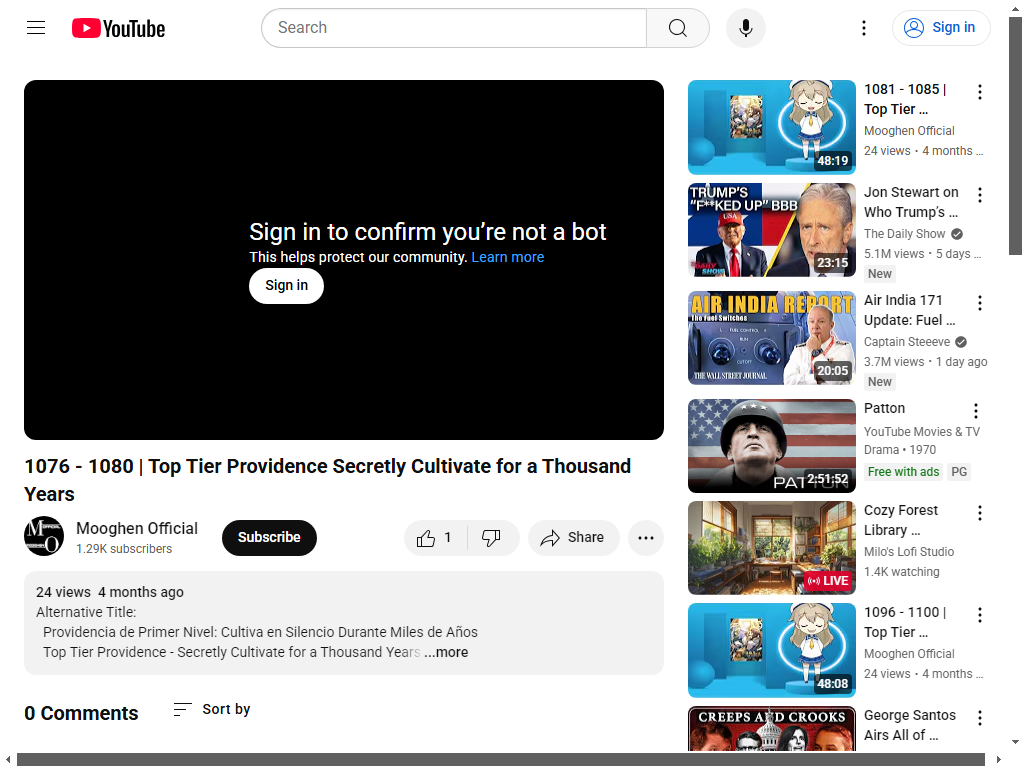 YouTube
Search
Sign in
Sign in to confirm you're not a bot
This helps protect our community. Learn more
Sign in
1076 - 1080 | Top Tier Providence Secretly Cultivate for a Thousand
Years
Mooghen Official
1.29K subscribers
Subscribe
1
Share
24 views 4 months ago
Alternative Title:
Providencia de Primer Nivel: Cultiva en Silencio Durante Miles de Años
Top Tier Providence - Secretly Cultivate for a Thousand Years ...more
0 Comments
Sort by
48:19
1081 - 1085 |
Top Tier ...
Mooghen Official
24 views • 4 months ...
TRUMP'S
"F**KED UP" BBB
USA
23:15
Jon Stewart on
Who Trump's ...
The Daily Show
5.1M views • 5 days ...
New
AIR INDIA REPORT
The Fuel Switches
FUEL CONTROL
RUN
CUTOFF
THE WALL STREET JOURNAL
20:05
Air India 171
Update: Fuel ...
Captain Steeeve
3.7M views • 1 day ago
New
PATTON
2:51:52
Patton
YouTube Movies & TV
Drama • 1970
Free with ads
PG
LIVE
Cozy Forest
Library ...
Milo's Lofi Studio
1.4K watching
48:08
1096 - 1100 |
Top Tier ...
Mooghen Official
24 views • 4 months ...
CREEPS AND CROOKS
George Santos
Airs All of ...